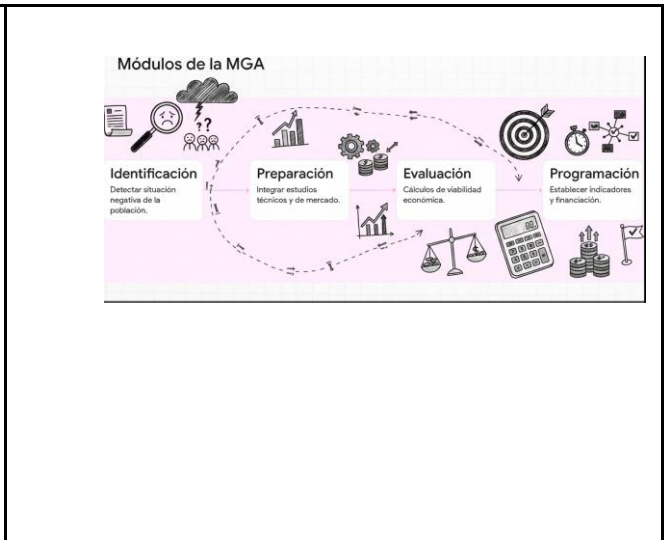 Módulos de la MGA
??
Identificación
Detectar situación
negativa de la
población.
Preparación
Integrar estudios
técnicos y de mercado.
Evaluación
Cálculos de viabilidad
económica.
Programación
Establecer indicadores
y financiación.